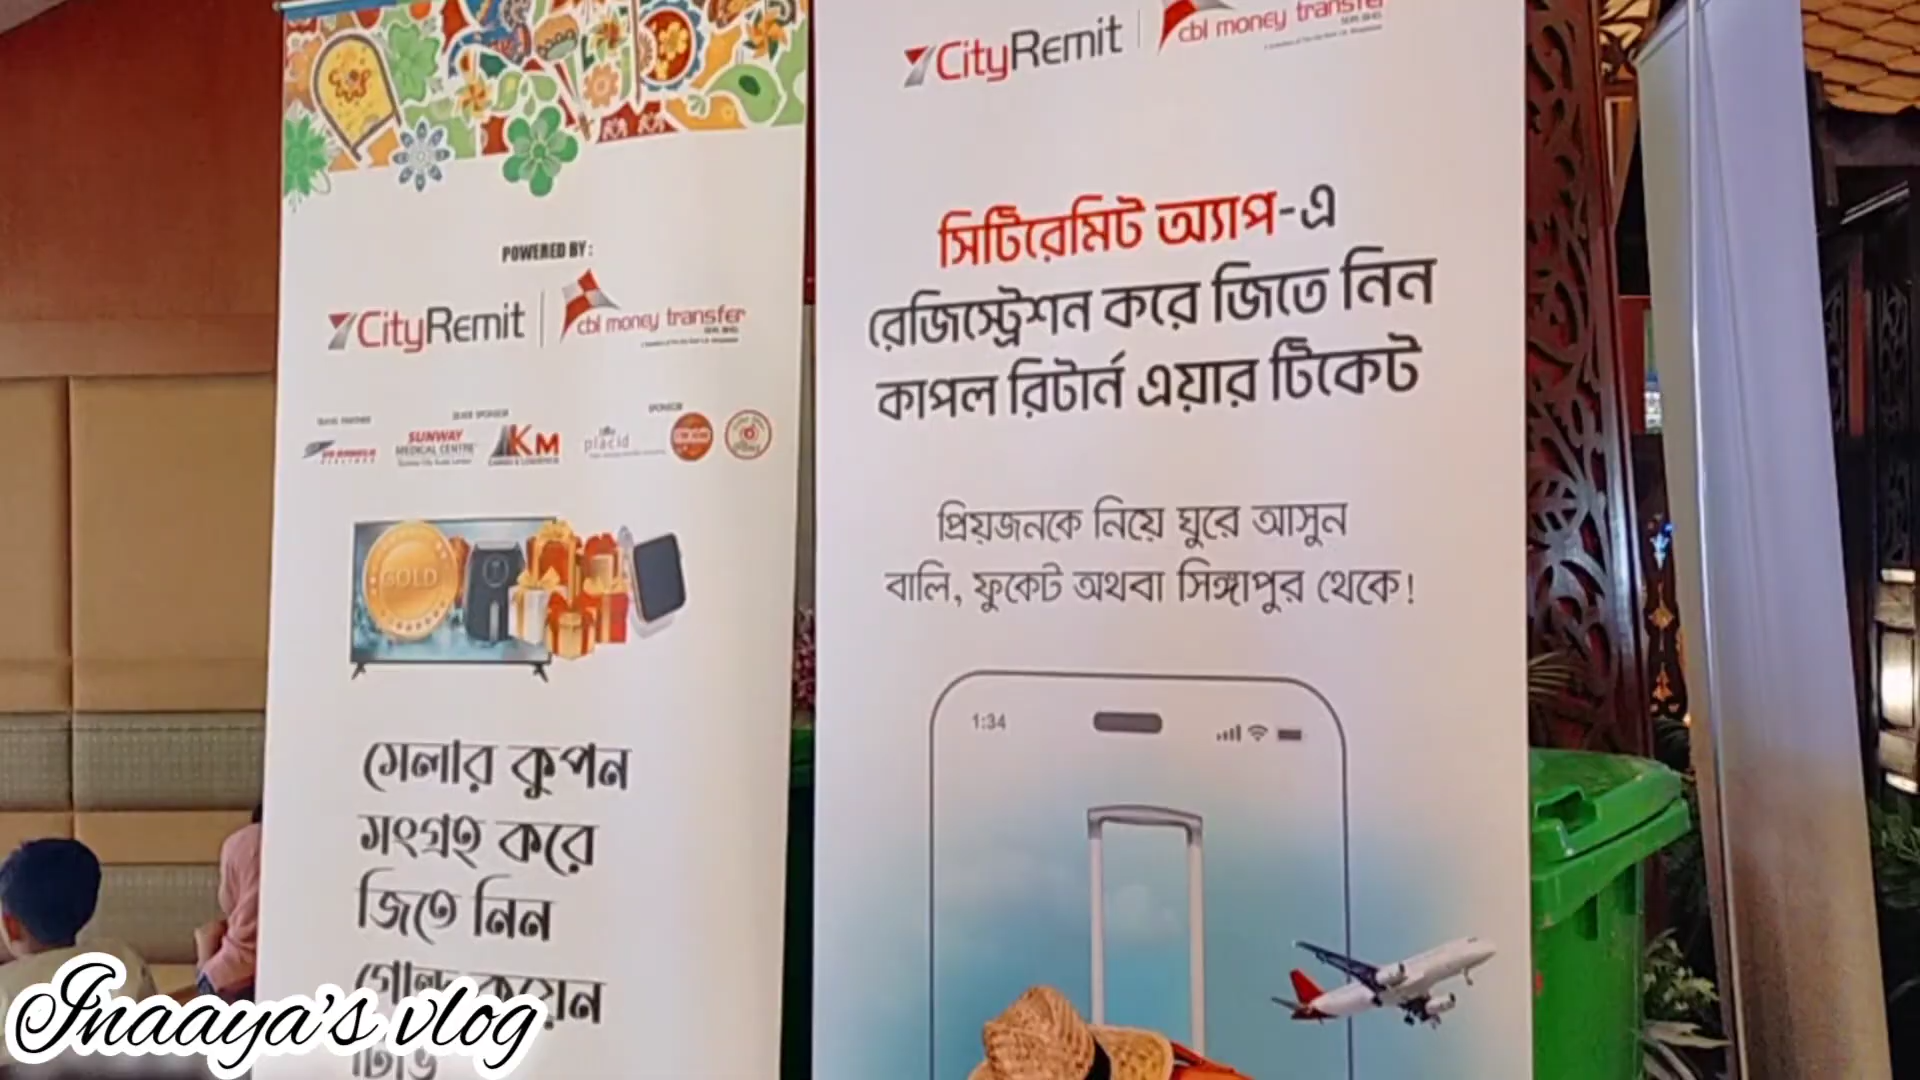 POWERED BY :
CityRemit
cbl money transfer
SUNWAY
MEDICAL CENTRE
KM
placid
GOLD
মেলার কুপন
সংগ্রহ করে
জিতে নিন
গোল্ড কয়েন
টিভি
CityRemit
cbl money transfer
সিটিরেমিট অ্যাপ-এ
রেজিস্ট্রেশন করে জিতে নিন
কাপল রিটার্ন এয়ার টিকেট
প্রিয়জনকে নিয়ে ঘুরে আসুন
বালি, ফুকেট অথবা সিঙ্গাপুর থেকে!
1:34
Inaaya's vlog